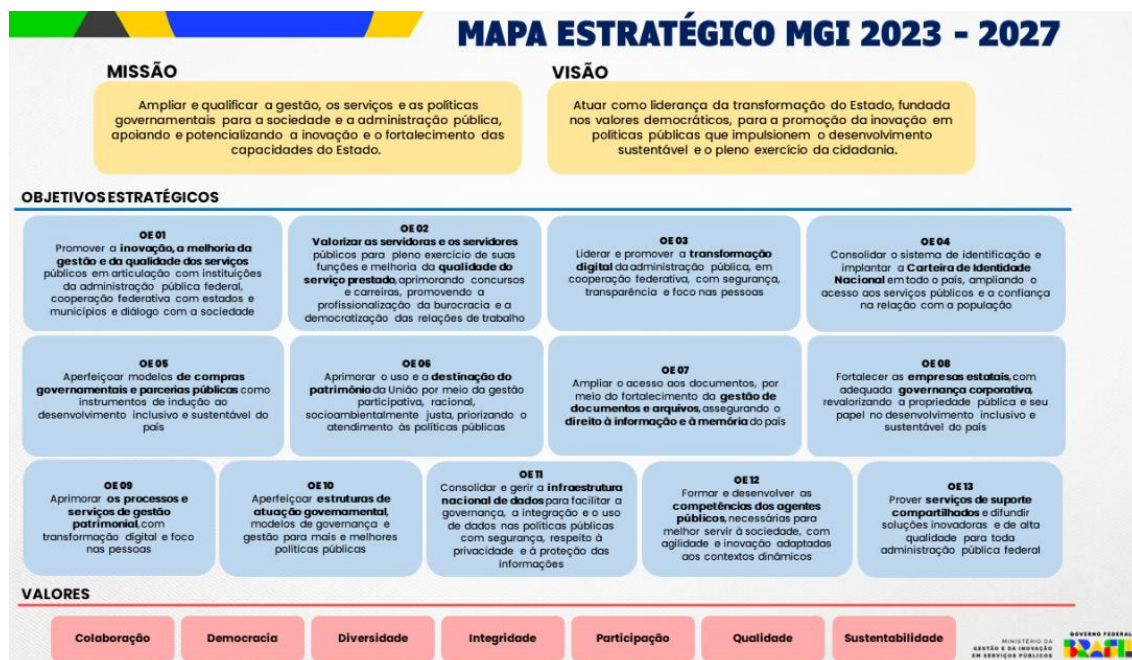 MAPA ESTRATÉGICO MGI 2023 - 2027
MISSÃO
Ampliar e qualificar a gestão, os serviços e as políticas
governamentais para a sociedade e a administração pública,
apoiando e potencializando a inovação e o fortalecimento das
capacidades do Estado.
VISÃO
Atuar como liderança da transformação do Estado, fundada
nos valores democráticos, para a promoção da inovação em
políticas públicas que impulsionem o desenvolvimento
sustentável e o pleno exercício da cidadania.
OBJETIVOS ESTRATÉGICOS
OE 01
Promover a inovação, a melhoria da
gestão e da qualidade dos serviços
públicos em articulação com instituições
da administração pública federal,
cooperação federativa com estados e
municípios e diálogo com a sociedade
OE 02
Valorizar as servidoras e os servidores
públicos para pleno exercício de suas
funções e melhoria da qualidade do
serviço prestado, aprimorando concursos
e carreiras, promovendo a
profissionalização da burocracia e a
democratização das relações de trabalho
OE 03
Liderar e promover a transformação
digital da administração pública, em
cooperação federativa, com segurança,
transparência e foco nas pessoas
OE 04
Consolidar o sistema de identificação e
implantar a Carteira de Identidade
Nacional em todo o país, ampliando o
acesso aos serviços públicos e a confiança
na relação com a população
OE 05
Aperfeiçoar modelos de compras
governamentais e parcerias públicas como
instrumentos de indução ao
desenvolvimento inclusivo e sustentável do
país
OE 06
Aprimorar o uso e a destinação do
patrimônio da União por meio da gestão
participativa, racional,
socioambientalmente justa, priorizando o
atendimento às políticas públicas
OE 07
Ampliar o acesso aos documentos, por
meio do fortalecimento da gestão de
documentos e arquivos, assegurando o
direito à informação e à memória do país
OE 08
Fortalecer as empresas estatais, com
adequada governança corporativa,
revalorizando a propriedade pública e seu
papel no desenvolvimento inclusivo e
sustentável do país
OE 09
Aprimorar os processos e
serviços de gestão
patrimonial, com
transformação digital e foco
nas pessoas
OE 10
Aperfeiçoar estruturas de
atuação governamental,
modelos de governança e
gestão para mais e melhores
políticas públicas
OE 11
Consolidar e gerir a infraestrutura
nacional de dados para facilitar a
governança, a integração e o uso
de dados nas políticas públicas
com segurança, respeito à
privacidade e à proteção das
informações
OE 12
Formar e desenvolver as
competências dos agentes
públicos, necessárias para
melhor servir à sociedade, com
agilidade e inovação adaptadas
aos contextos dinâmicos
OE 13
Prover serviços de suporte
compartilhados e difundir
soluções inovadoras e de alta
qualidade para toda
administração pública federal
VALORES
Colaboração
Democracia
Diversidade
Integridade
Participação
Qualidade
Sustentabilidade
MINISTÉRIO DA
GESTÃO E DA INOVAÇÃO
EM SERVIÇOS PÚBLICOS
GOVERNO FEDERAL
BRASIL